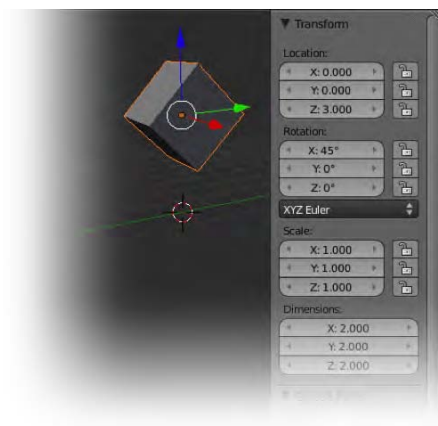 ▼ Transform
Location:
X: 0.000
Y: 0.000
Z: 3.000
Rotation:
X: 45°
Y: 0°
Z: 0°
XYZ Euler
Scale:
X: 1.000
Y: 1.000
Z: 1.000
Dimensions:
X: 2.000
Y: 2.000
Z: 2.000